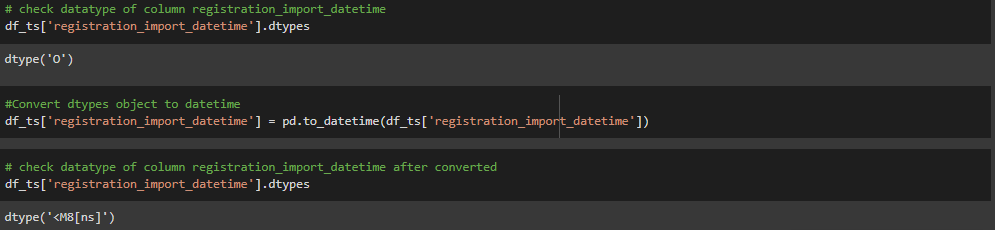 # check datatype of column registration_import_datetime
df_ts['registration_import_datetime'].dtypes
dtype('O')
#Convert dtypes object to datetime
df_ts['registration_import_datetime'] = pd.to_datetime(df_ts['registration_import_datetime'])
# check datatype of column registration_import_datetime after converted
df_ts['registration_import_datetime'].dtypes
dtype('<M8[ns]')